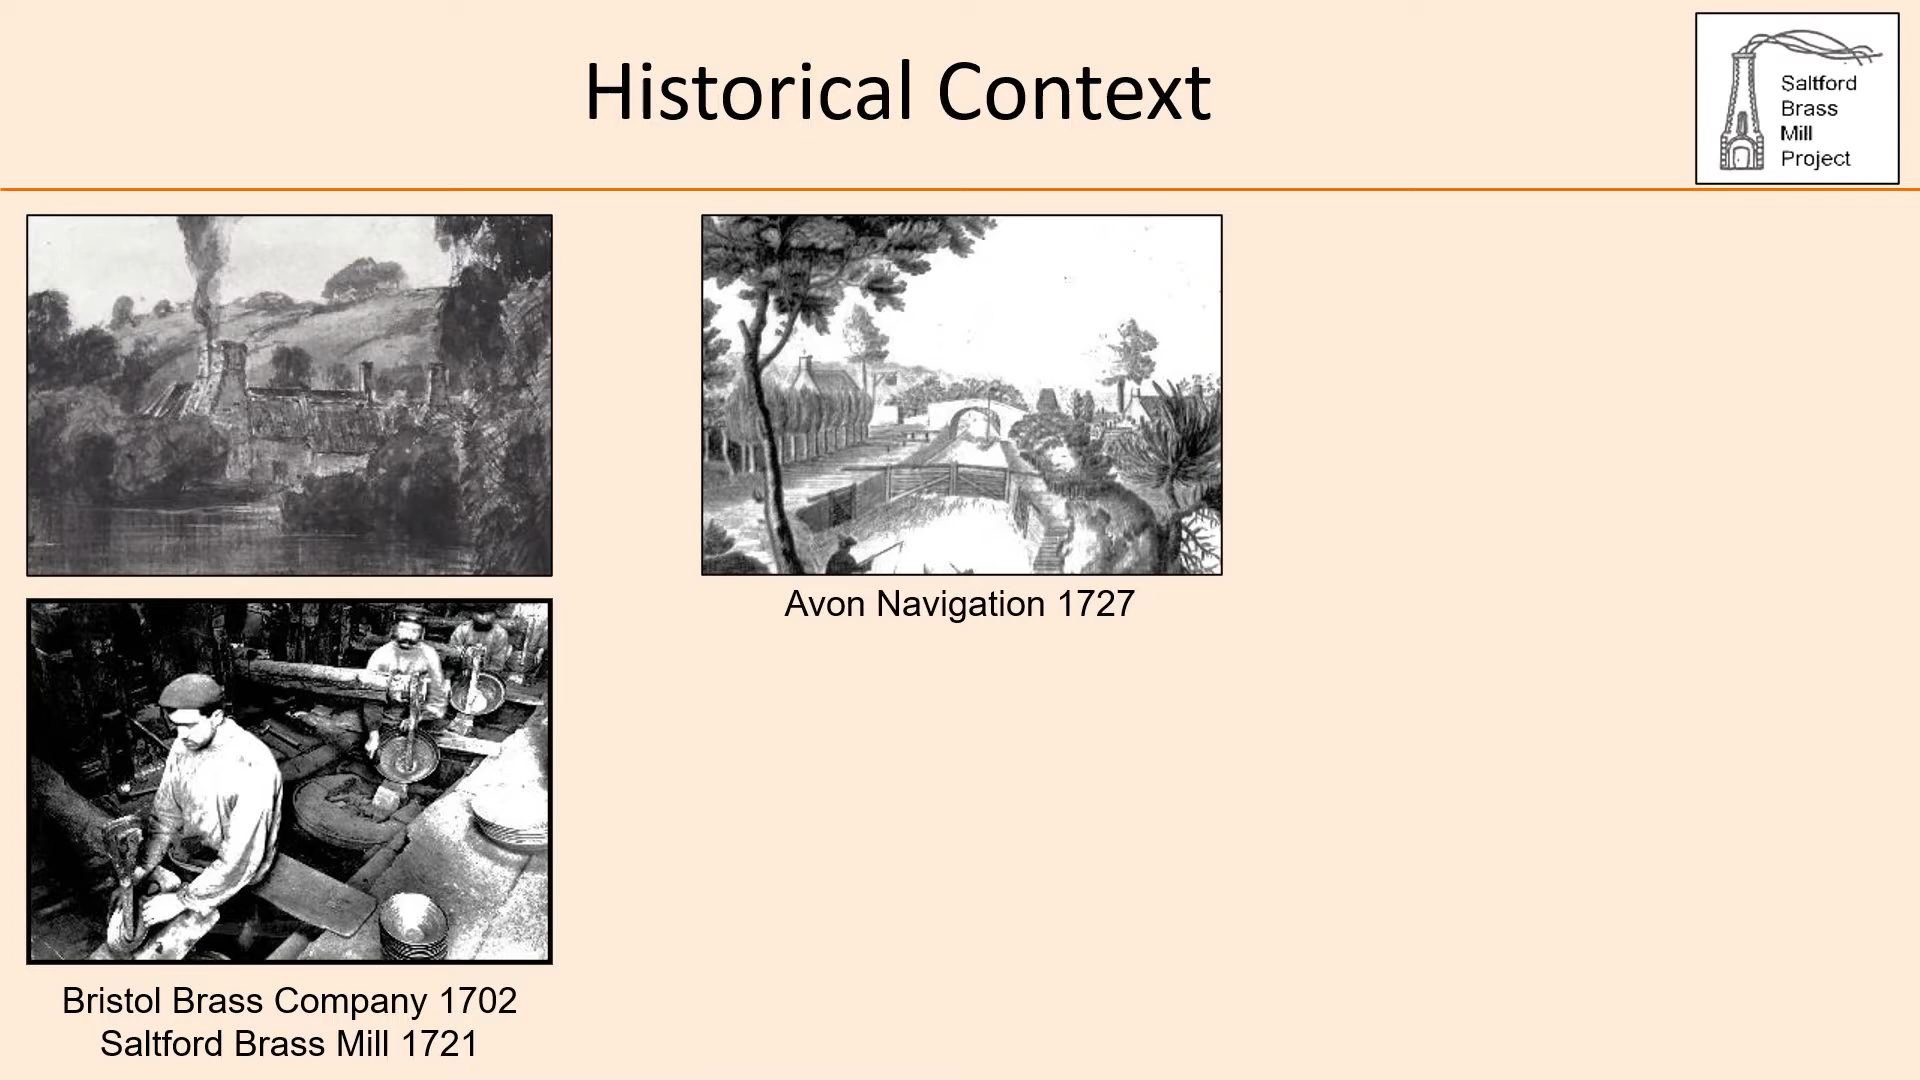 Historical Context
Saltford
Brass
Mill
Project
Avon Navigation 1727
Bristol Brass Company 1702
Saltford Brass Mill 1721